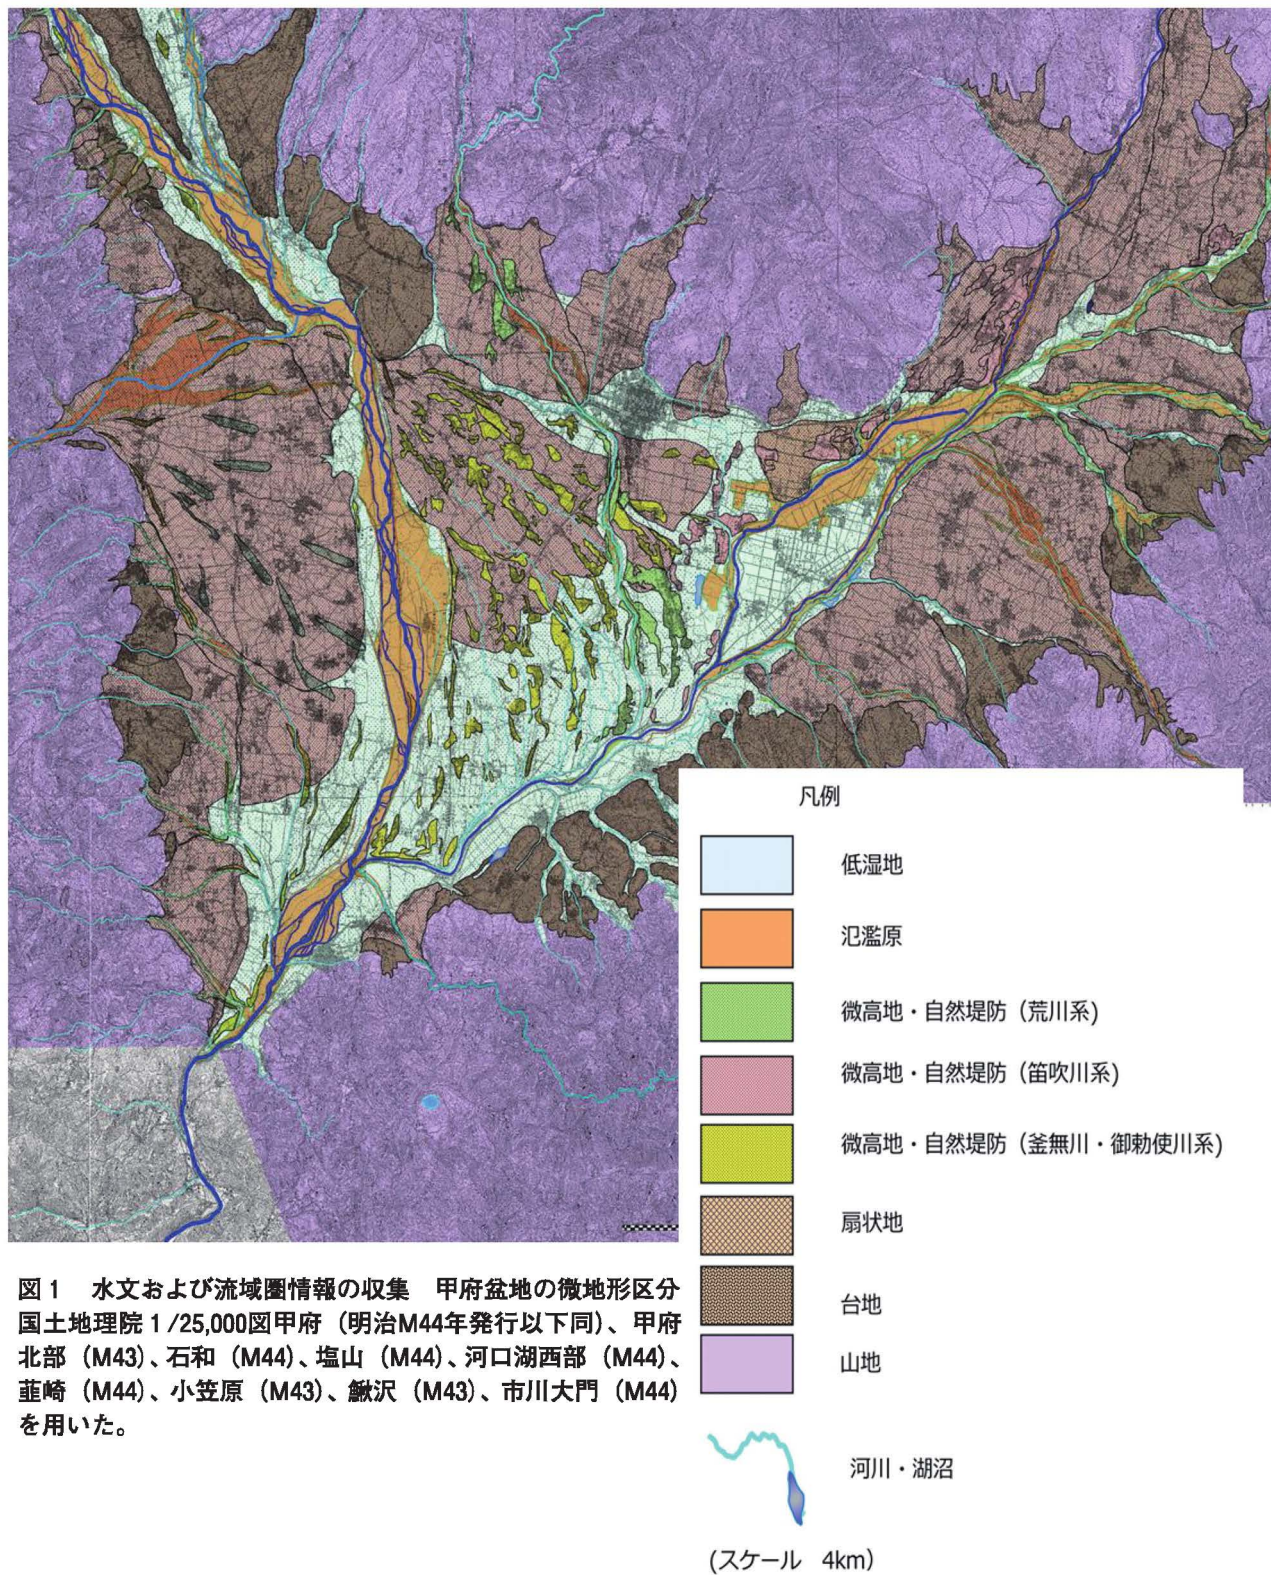 凡例
低湿地
氾濫原
微高地・自然堤防（荒川系)
微高地・自然堤防（笛吹川系)
微高地・自然堤防（釜無川・御勅使川系)
扇状地
台地
山地
河川・湖沼
(スケール　4km）
図1　水文および流域圏情報の収集　甲府盆地の微地形区分
国土地理院 1/25,000図甲府（明治M44年発行以下同）、甲府
北部（M43）、石和（M44）、塩山（M44）、河口湖西部（M44）、
韮崎（M44）、小笠原（M43）、鰍沢（M43）、市川大門（M44）
を用いた。